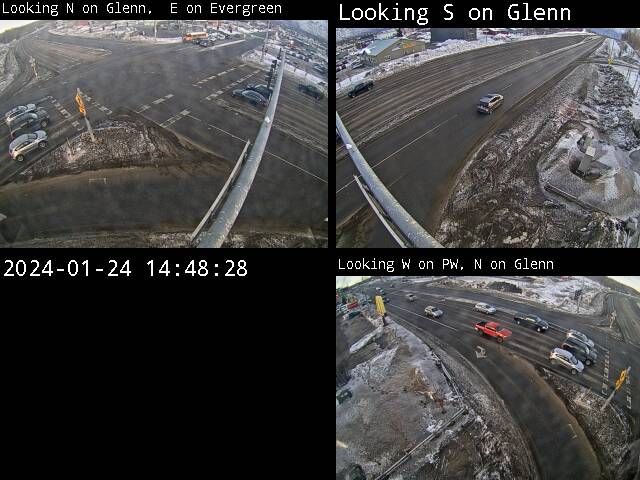 Looking N on Glenn,  E on Evergreen
Looking S on Glenn
2024-01-24 14:48:28
Looking W on PW, N on Glenn